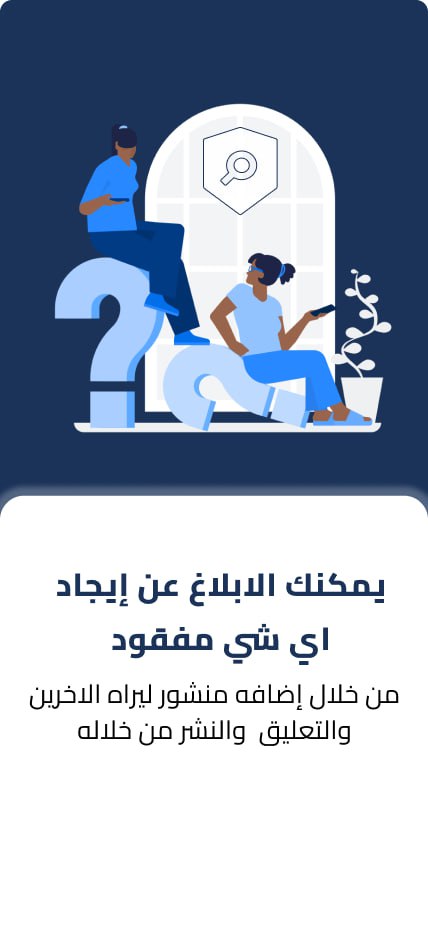 يمكنك الابلاغ عن إيجاد
اي شي مفقود
من خلال إضافه منشور ليراه الاخرين
والتعليق والنشر من خلاله